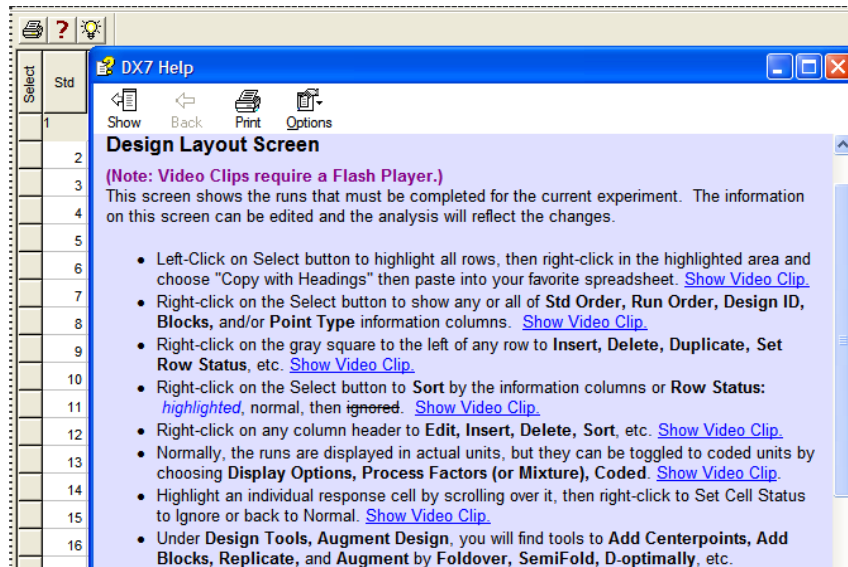 Select
Std
1
2
3
4
5
6
7
8
9
10
11
12
13
14
15
16
DX7 Help
Show Back Print Options
Design Layout Screen
(Note: Video Clips require a Flash Player.)
This screen shows the runs that must be completed for the current experiment. The information
on this screen can be edited and the analysis will reflect the changes.
• Left-Click on Select button to highlight all rows, then right-click in the highlighted area and
choose "Copy with Headings" then paste into your favorite spreadsheet. Show Video Clip.
• Right-click on the Select button to show any or all of Std Order, Run Order, Design ID,
Blocks, and/or Point Type information columns. Show Video Clip.
• Right-click on the gray square to the left of any row to Insert, Delete, Duplicate, Set
Row Status, etc. Show Video Clip.
• Right-click on the Select button to Sort by the information columns or Row Status:
highlighted, normal, then ignored. Show Video Clip.
• Right-click on any column header to Edit, Insert, Delete, Sort, etc. Show Video Clip.
• Normally, the runs are displayed in actual units, but they can be toggled to coded units by
choosing Display Options, Process Factors (or Mixture), Coded. Show Video Clip.
• Highlight an individual response cell by scrolling over it, then right-click to Set Cell Status
to Ignore or back to Normal. Show Video Clip.
• Under Design Tools, Augment Design, you will find tools to Add Centerpoints, Add
Blocks, Replicate, and Augment by Foldover, SemiFold, D-optimally, etc.